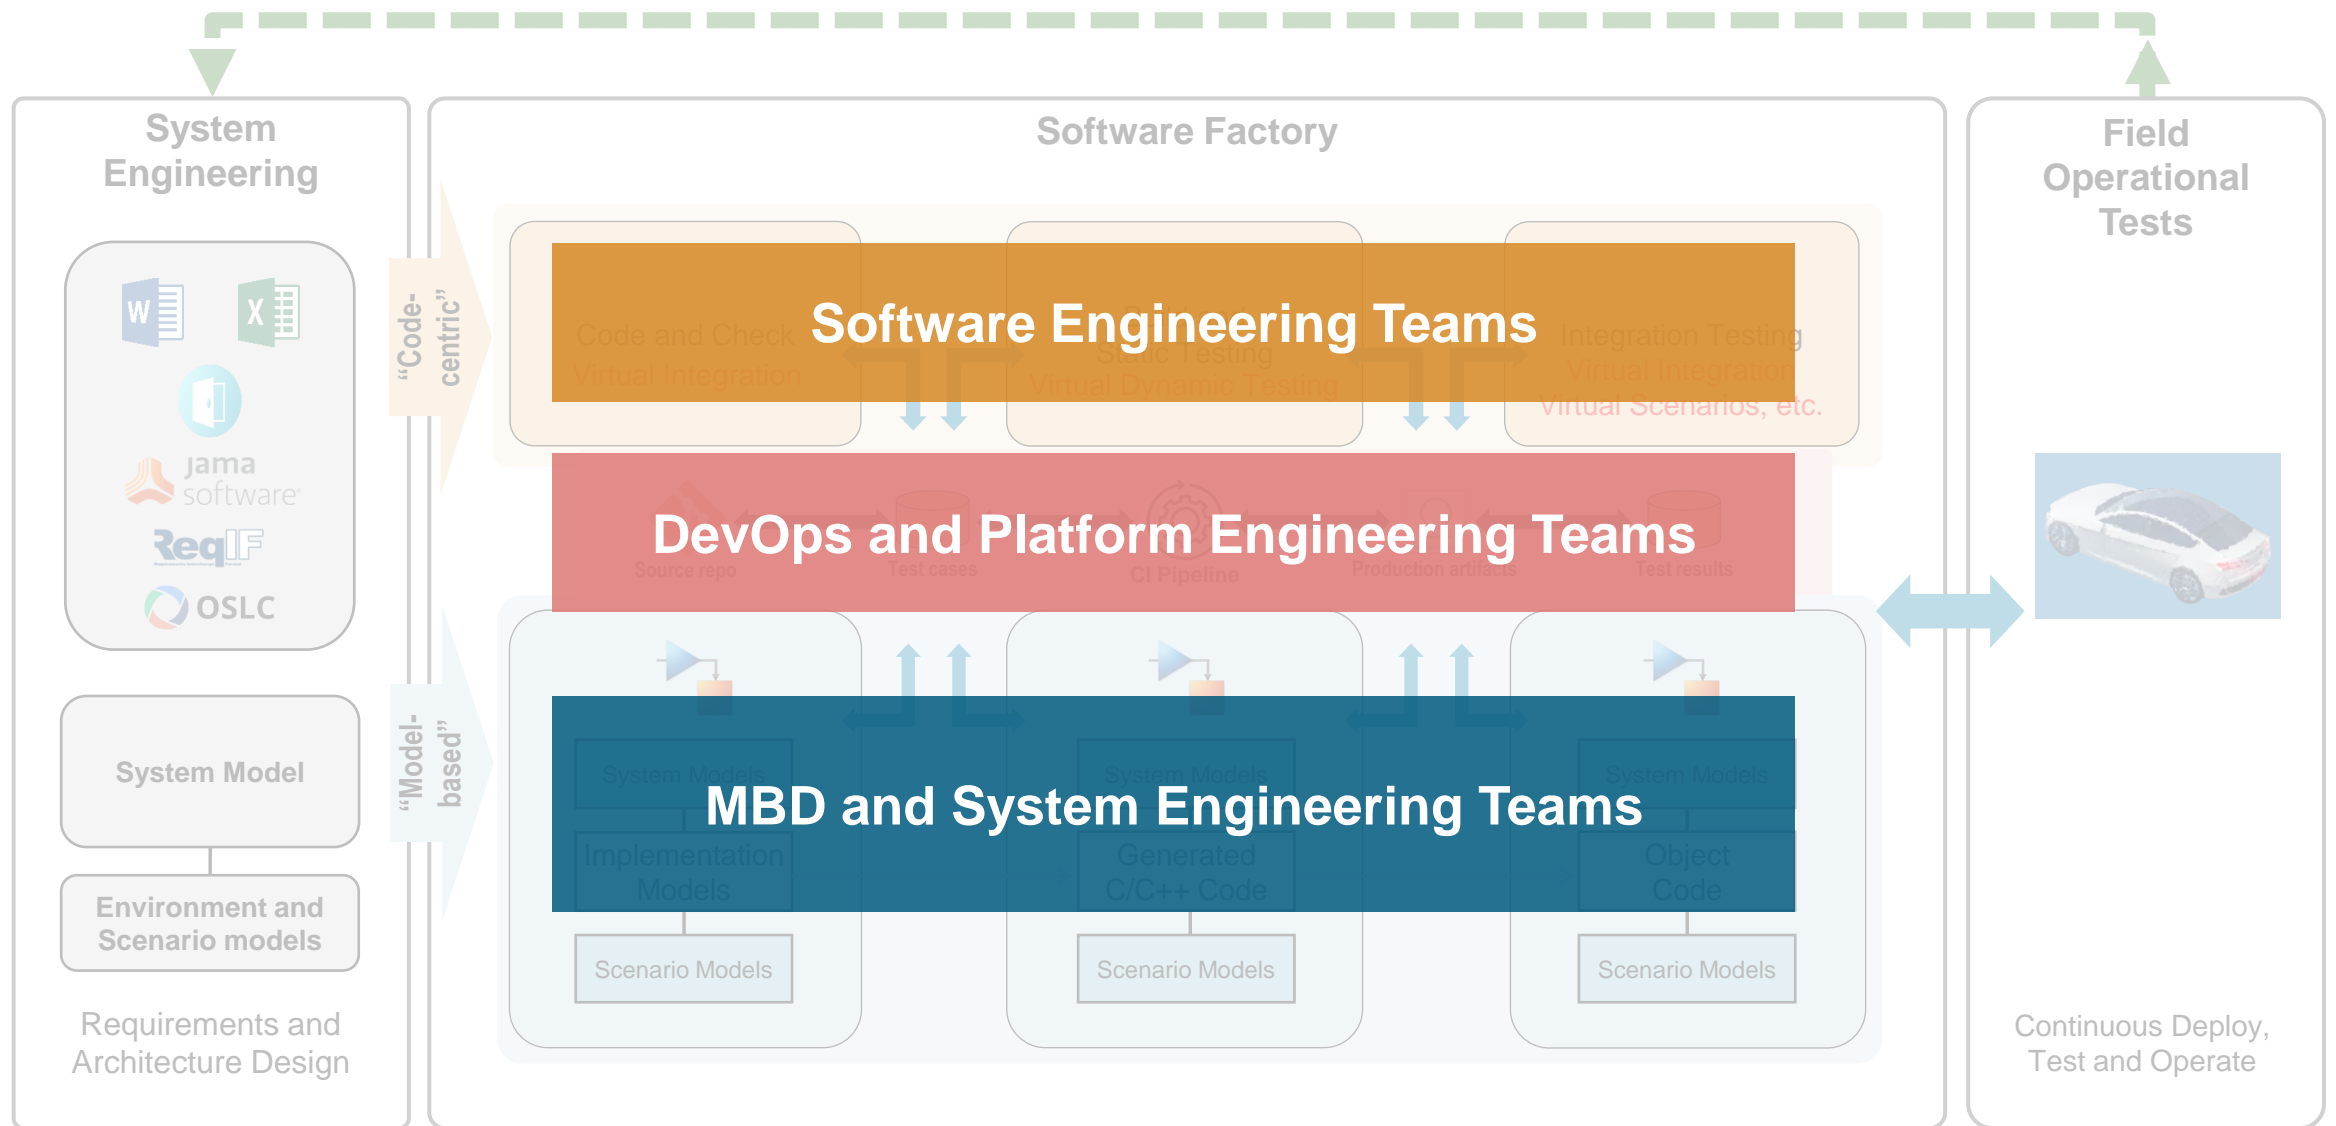 System
Engineering
W
X
jama
software
ReqIF
OSLC
System Model
Environment and
Scenario models
Requirements and
Architecture Design
Software Factory
“Code-
centric”
“Model-
based”
Software Engineering Teams
Code and Check
Virtual Integration
Static Testing
Virtual Dynamic Testing
Integration Testing
Virtual Integration
Virtual Scenarios, etc.
DevOps and Platform Engineering Teams
Source repo
Test cases
CI Pipeline
Production artifacts
Test results
MBD and System Engineering Teams
System Models
Implementation
Models
Scenario Models
System Models
Generated
C/C++ Code
Scenario Models
System Models
Object
Code
Scenario Models
Field
Operational
Tests
Continuous Deploy,
Test and Operate